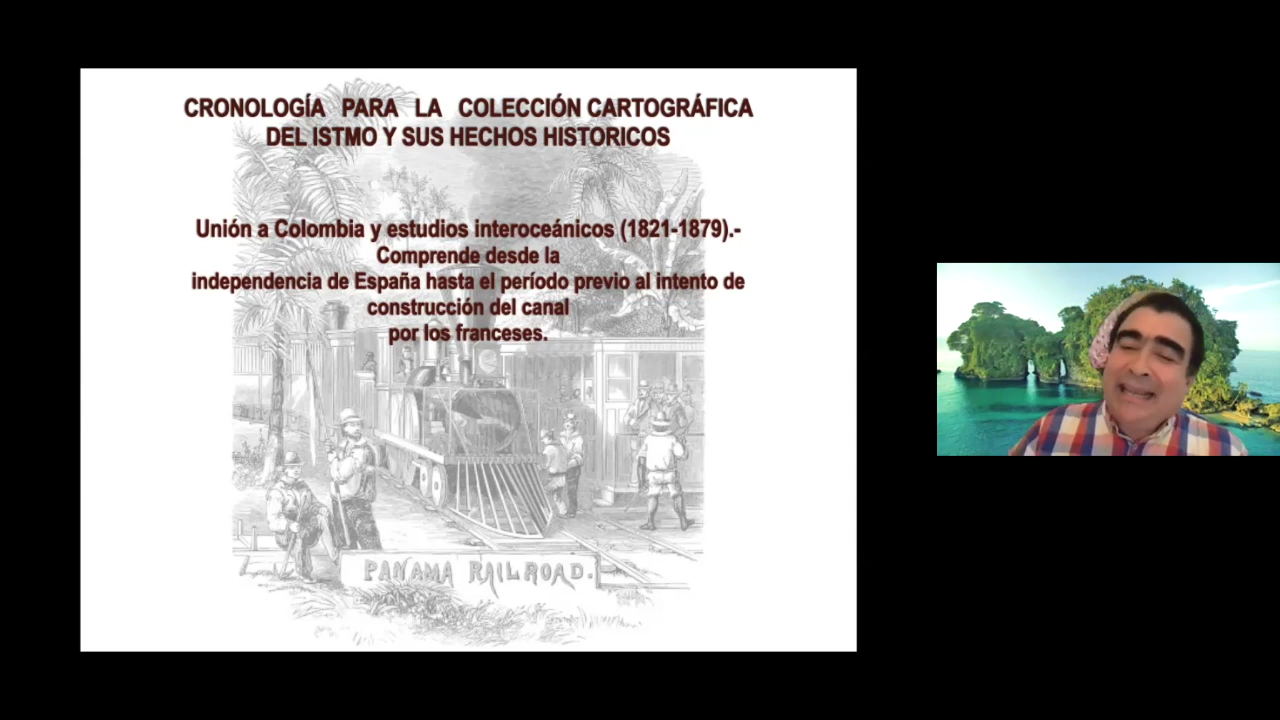 CRONOLOGÍA PARA LA COLECCIÓN CARTOGRÁFICA
DEL ISTMO Y SUS HECHOS HISTORICOS
Unión a Colombia y estudios interoceánicos (1821-1879).-
Comprende desde la
independencia de España hasta el período previo al intento de
construcción del canal
por los franceses.
PANAMA RAILROAD.